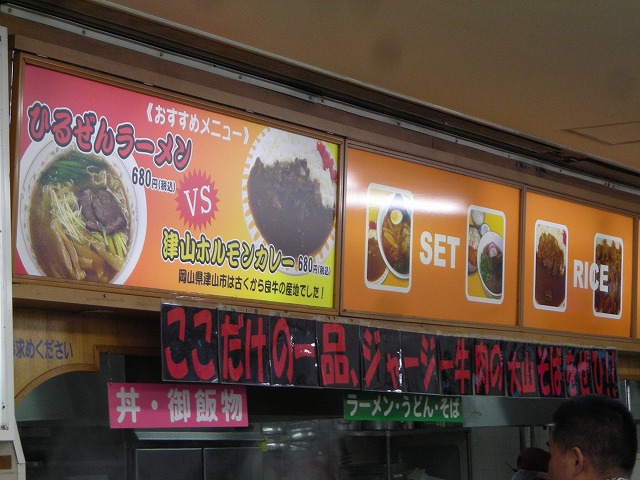 《おすすめメニュー》
ひるぜんラーメン
680円(税込)
VS
津山ホルモンカレー
680円(税込)
岡山県津山市は古くから良牛の産地でした!
SET
RICE
求めください
ここだけの一品、ジャージー牛肉の大山そばだぜ!
丼・御飯物
ラーメン・うどん・そば